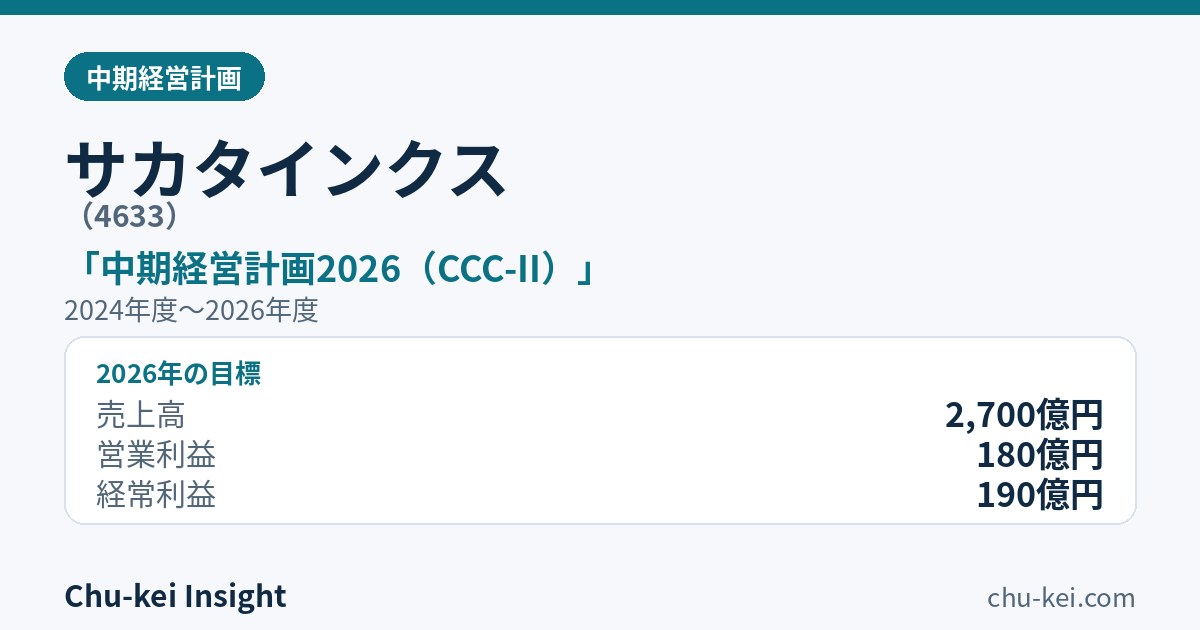 中期経営計画
サカタインクス
（4633）
「中期経営計画2026（CCC-II）」
2024年度～2026年度
2026年の目標
売上高 2,700億円
営業利益 180億円
経常利益 190億円
Chu-kei Insight chu-kei.com